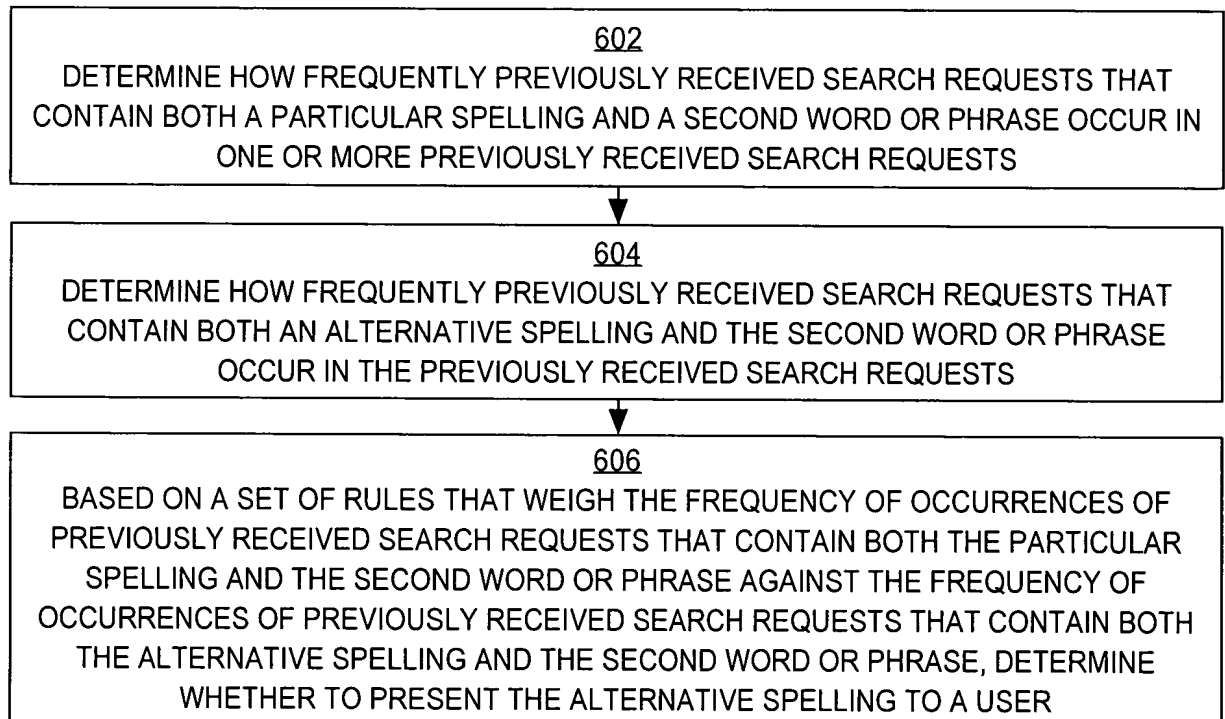 602
DETERMINE HOW FREQUENTLY PREVIOUSLY RECEIVED SEARCH REQUESTS THAT
CONTAIN BOTH A PARTICULAR SPELLING AND A SECOND WORD OR PHRASE OCCUR IN
ONE OR MORE PREVIOUSLY RECEIVED SEARCH REQUESTS
604
DETERMINE HOW FREQUENTLY PREVIOUSLY RECEIVED SEARCH REQUESTS THAT
CONTAIN BOTH AN ALTERNATIVE SPELLING AND THE SECOND WORD OR PHRASE
OCCUR IN THE PREVIOUSLY RECEIVED SEARCH REQUESTS
606
BASED ON A SET OF RULES THAT WEIGH THE FREQUENCY OF OCCURRENCES OF
PREVIOUSLY RECEIVED SEARCH REQUESTS THAT CONTAIN BOTH THE PARTICULAR
SPELLING AND THE SECOND WORD OR PHRASE AGAINST THE FREQUENCY OF
OCCURRENCES OF PREVIOUSLY RECEIVED SEARCH REQUESTS THAT CONTAIN BOTH
THE ALTERNATIVE SPELLING AND THE SECOND WORD OR PHRASE, DETERMINE
WHETHER TO PRESENT THE ALTERNATIVE SPELLING TO A USER